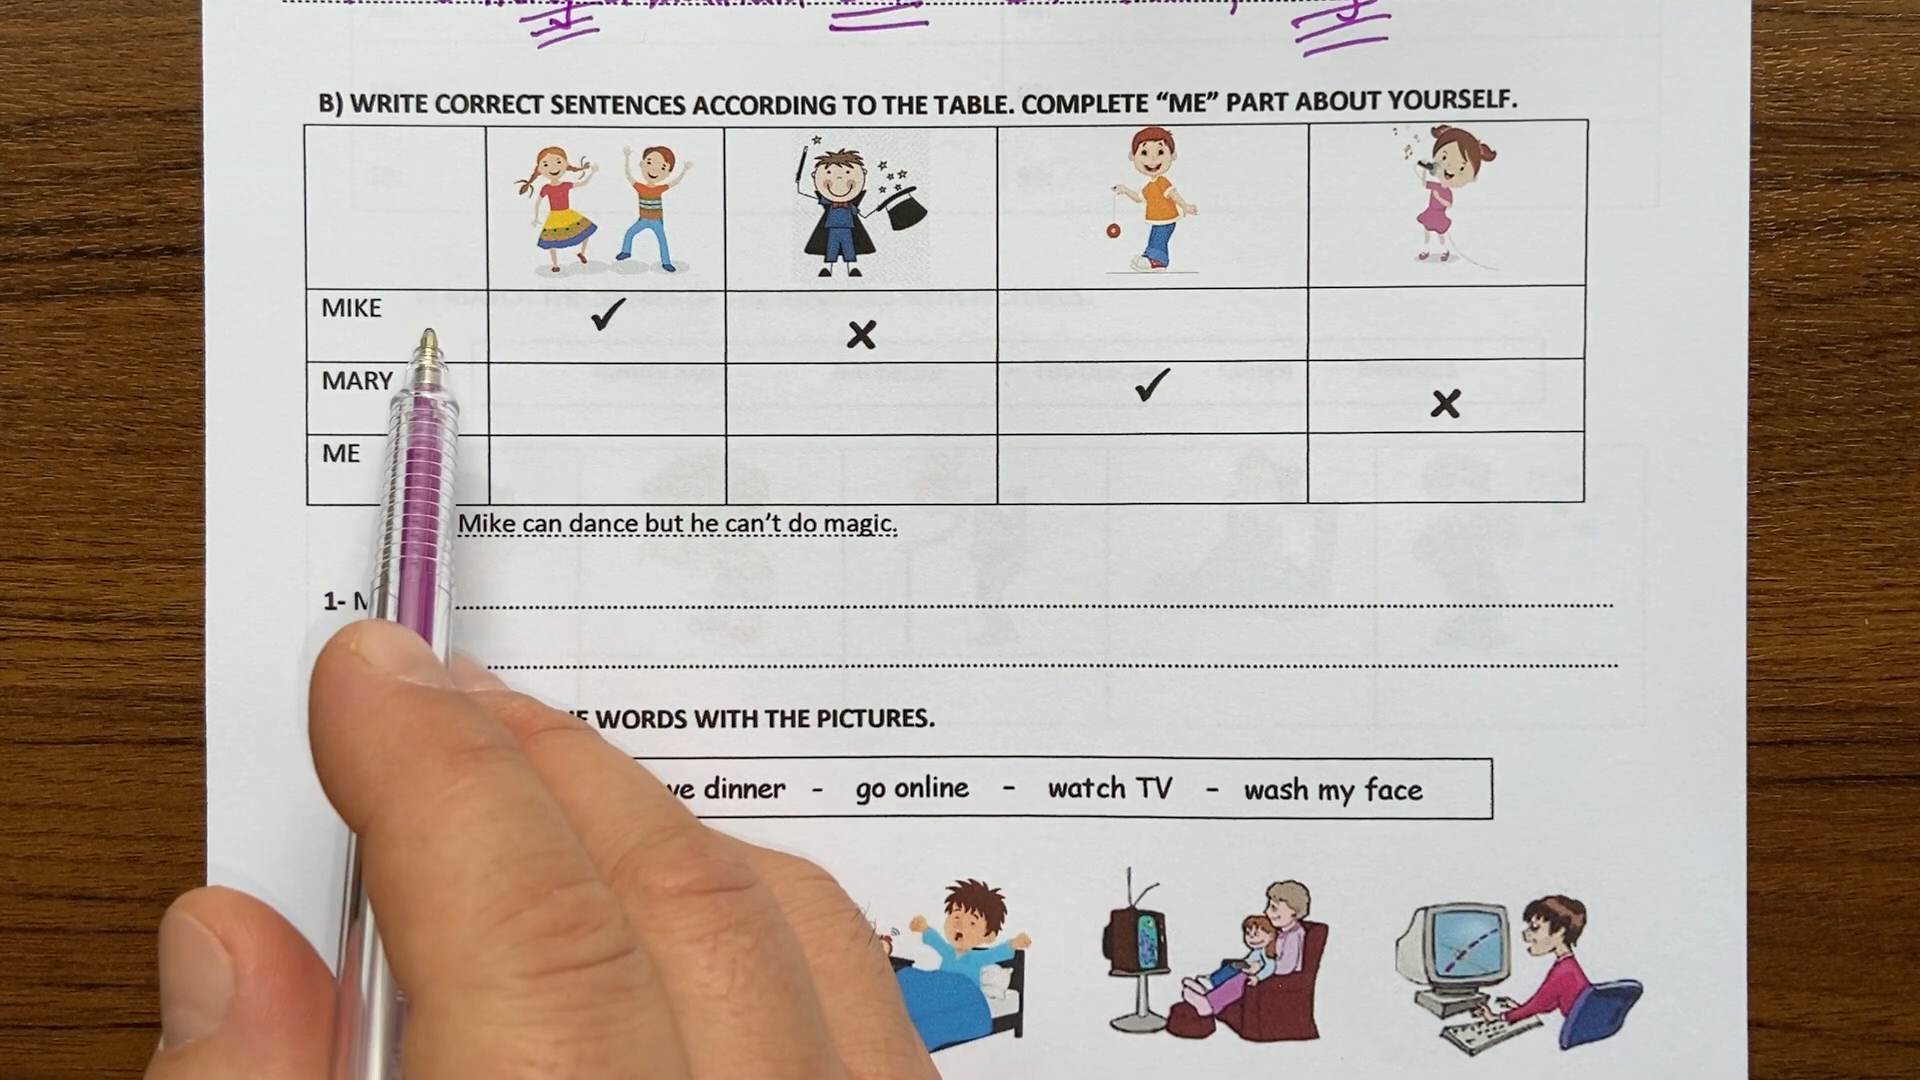 B) WRITE CORRECT SENTENCES ACCORDING TO THE TABLE. COMPLETE “ME” PART ABOUT YOURSELF.
MIKE
MARY
ME
Mike can dance but he can’t do magic.
1-
WORDS WITH THE PICTURES.
dinner - go online - watch TV - wash my face